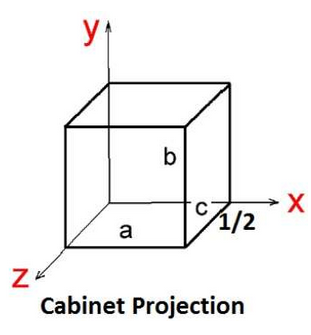 y
b
c
x
1/2
a
z
Cabinet Projection